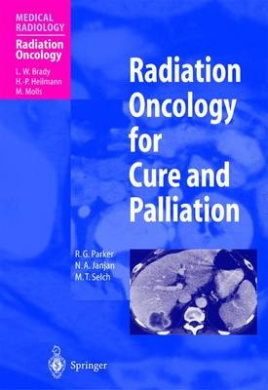 MEDICAL
RADIOLOGY
Radiation
Oncology
L. W. Brady
H.-P. Heilmann
M. Molls
Radiation
Oncology
for
Cure and
Palliation
R. G. Parker
N. A. Janjan
M. T. Selch
Springer